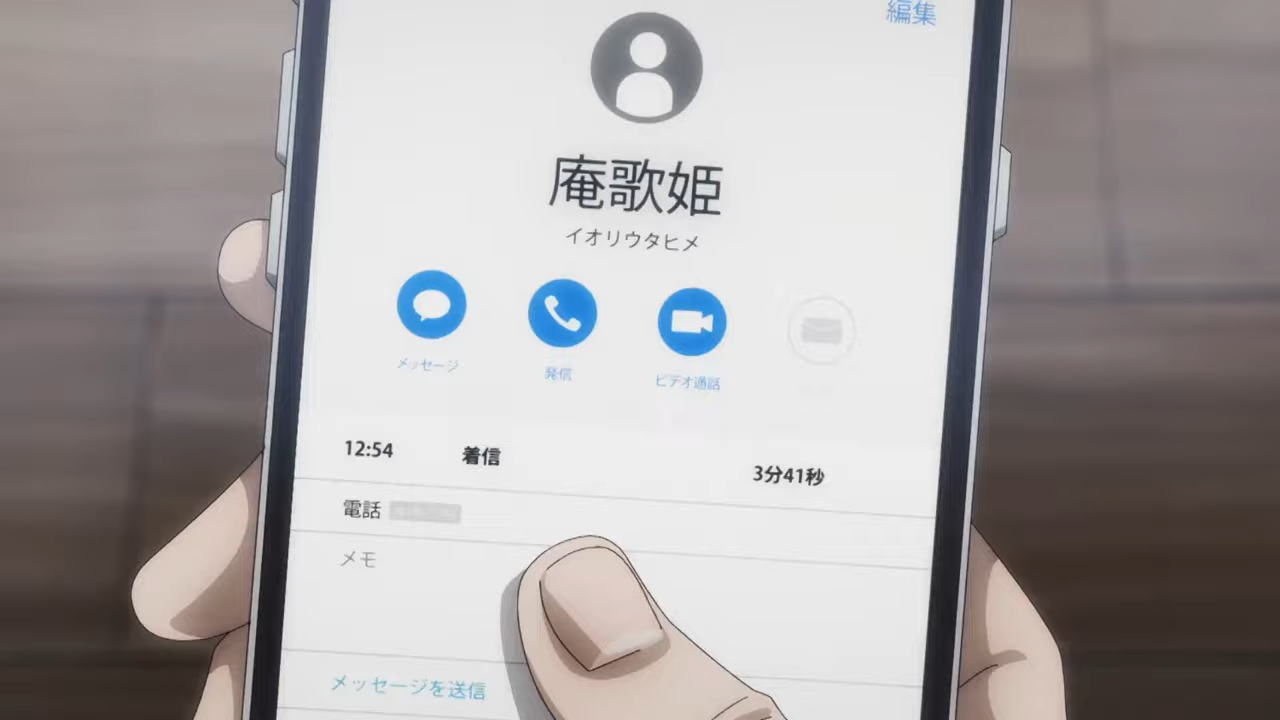 編集
庵歌姫
イオリウタヒメ
メッセージ 発信 ビデオ通話
12:54 着信 3分41秒
電話
メモ
メッセージを送信